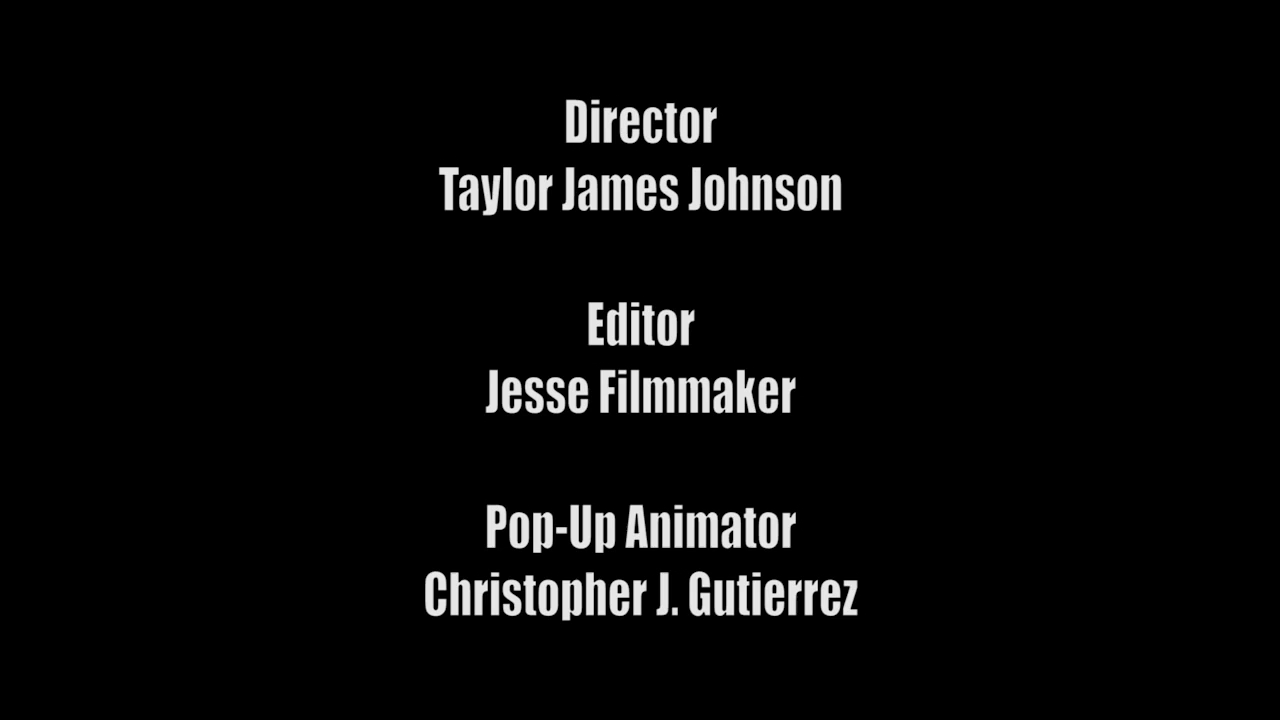 Director
Taylor James Johnson
Editor
Jesse Filmmaker
Pop-Up Animator
Christopher J. Gutierrez